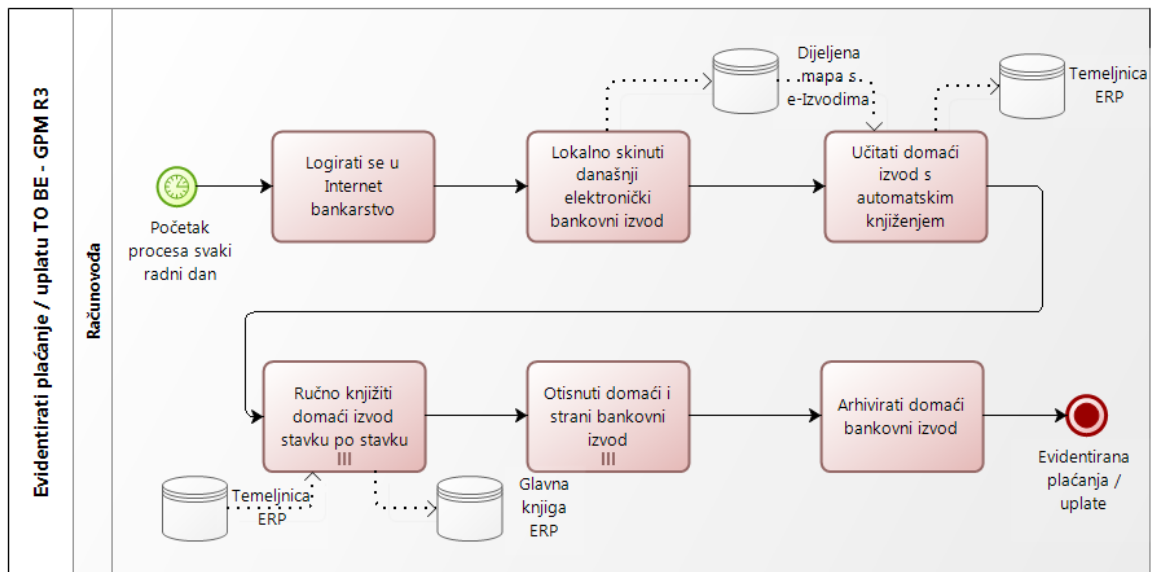 Evidentirati plaćanje / uplatu TO BE - GPM R3
Računovođa
Početak
procesa svaki
radni dan
Logirati se u
Internet
bankarstvo
Lokalno skinuti
današnji
elektronički
bankovni izvod
Dijeljena
mapa s
e-Izvodima
Učitati domaći
izvod s
automatskim
knjiženjem
Temeljnica
ERP
Ručno knjižiti
domaći izvod
stavku po stavku
Temeljnica
ERP
Glavna
knjiga
ERP
Otisnuti domaći i
strani bankovni
izvod
Arhivirati domaći
bankovni izvod
Evidentirana
plaćanja /
uplate